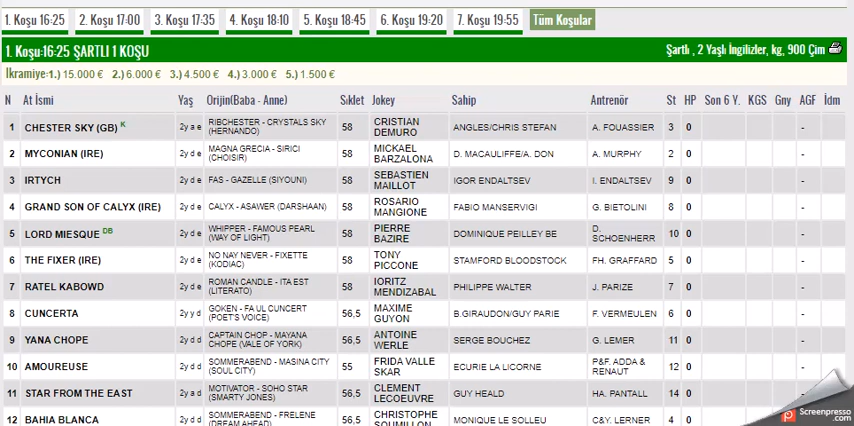 1. Koşu 16:25 2. Koşu 17:00 3. Koşu 17:35 4. Koşu 18:10 5. Koşu 18:45 6. Koşu 19:20 7. Koşu 19:55 Tüm Koşular
1. Koşu:16:25 ŞARTLI 1 KOŞU Şartlı , 2 Yaşlı İngilizler, kg, 900 Çim
İkramiye:1.) 15.000 € 2.) 6.000 € 3.) 4.500 € 4.) 3.000 € 5.) 1.500 €
N At İsmi Yaş Orijin(Baba - Anne) Sıklet Jokey Sahip Antrenör St HP Son 6 Y. KGS Gny AGF İdm
1 CHESTER SKY (GB) K 2y a e RIBCHESTER - CRYSTALS SKY (HERNANDO) 58 CRISTIAN DEMURO ANGLES/CHRIS STEFAN A. FOUASSIER 3 0 -
2 MYCONIAN (IRE) 2y d e MAGNA GRECIA - SIRICI (CHOISIR) 58 MICKAEL BARZALONA D. MACAULIFFE/A. DON A. MURPHY 2 0 -
3 IRTYCH 2y d e FAS - GAZELLE (SIYOUNI) 58 SEBASTIEN MAILLOT IGOR ENDALTSEV I. ENDALTSEV 9 0 -
4 GRAND SON OF CALYX (IRE) 2y d e CALYX - ASAWER (DARSHAAN) 58 ROSARIO MANGIONE FABIO MANSERVIGI G. BIETOLINI 8 0 -
5 LORD MIESQUE DB 2y d e WHIPPER - FAMOUS PEARL (WAY OF LIGHT) 58 PIERRE BAZIRE DOMINIQUE PEILLEY BE D. SCHOENHERR 10 0 -
6 THE FIXER (IRE) 2y d e NO NAY NEVER - FIXETTE (KODIAC) 58 TONY PICCONE STAMFORD BLOODSTOCK FH. GRAFFARD 5 0 -
7 RATEL KABOWD 2y d e ROMAN CANDLE - ITA EST (LITERATO) 58 IORITZ MENDIZABAL PHILIPPE WALTER J. PARIZE 7 0 -
8 CUNCERTA 2y y d GOKEN - FA UL CUNCERT (POET'S VOICE) 56,5 MAXIME GUYON B.GIRAUDON/GUY PARIE F. VERMEULEN 6 0 -
9 YANA CHOPE 2y d d CAPTAIN CHOP - MAYANA CHOPE (VALE OF YORK) 56,5 ANTOINE WERLE SERGE BOUCHEZ G. LEMER 11 0 -
10 AMOUREUSE 2y d d SOMMERABEND - MASINA CITY (SOUL CITY) 55 FRIDA VALLE SKAR ECURIE LA LICORNE P&F. ADDA & RENAUT 12 0 -
11 STAR FROM THE EAST 2y a d MOTIVATOR - SOHO STAR (SMARTY JONES) 56,5 CLEMENT LECOEUVRE GUY HEALD HA. PANTALL 14 0
12 BAHIA BLANCA 2y d d SOMMERABEND - FRELENE (DREAM AHEAD) 56,5 CHRISTOPHE MONIQUE LE SOLLEU C&Y. LERNER 4 0
Screenpresso
.com